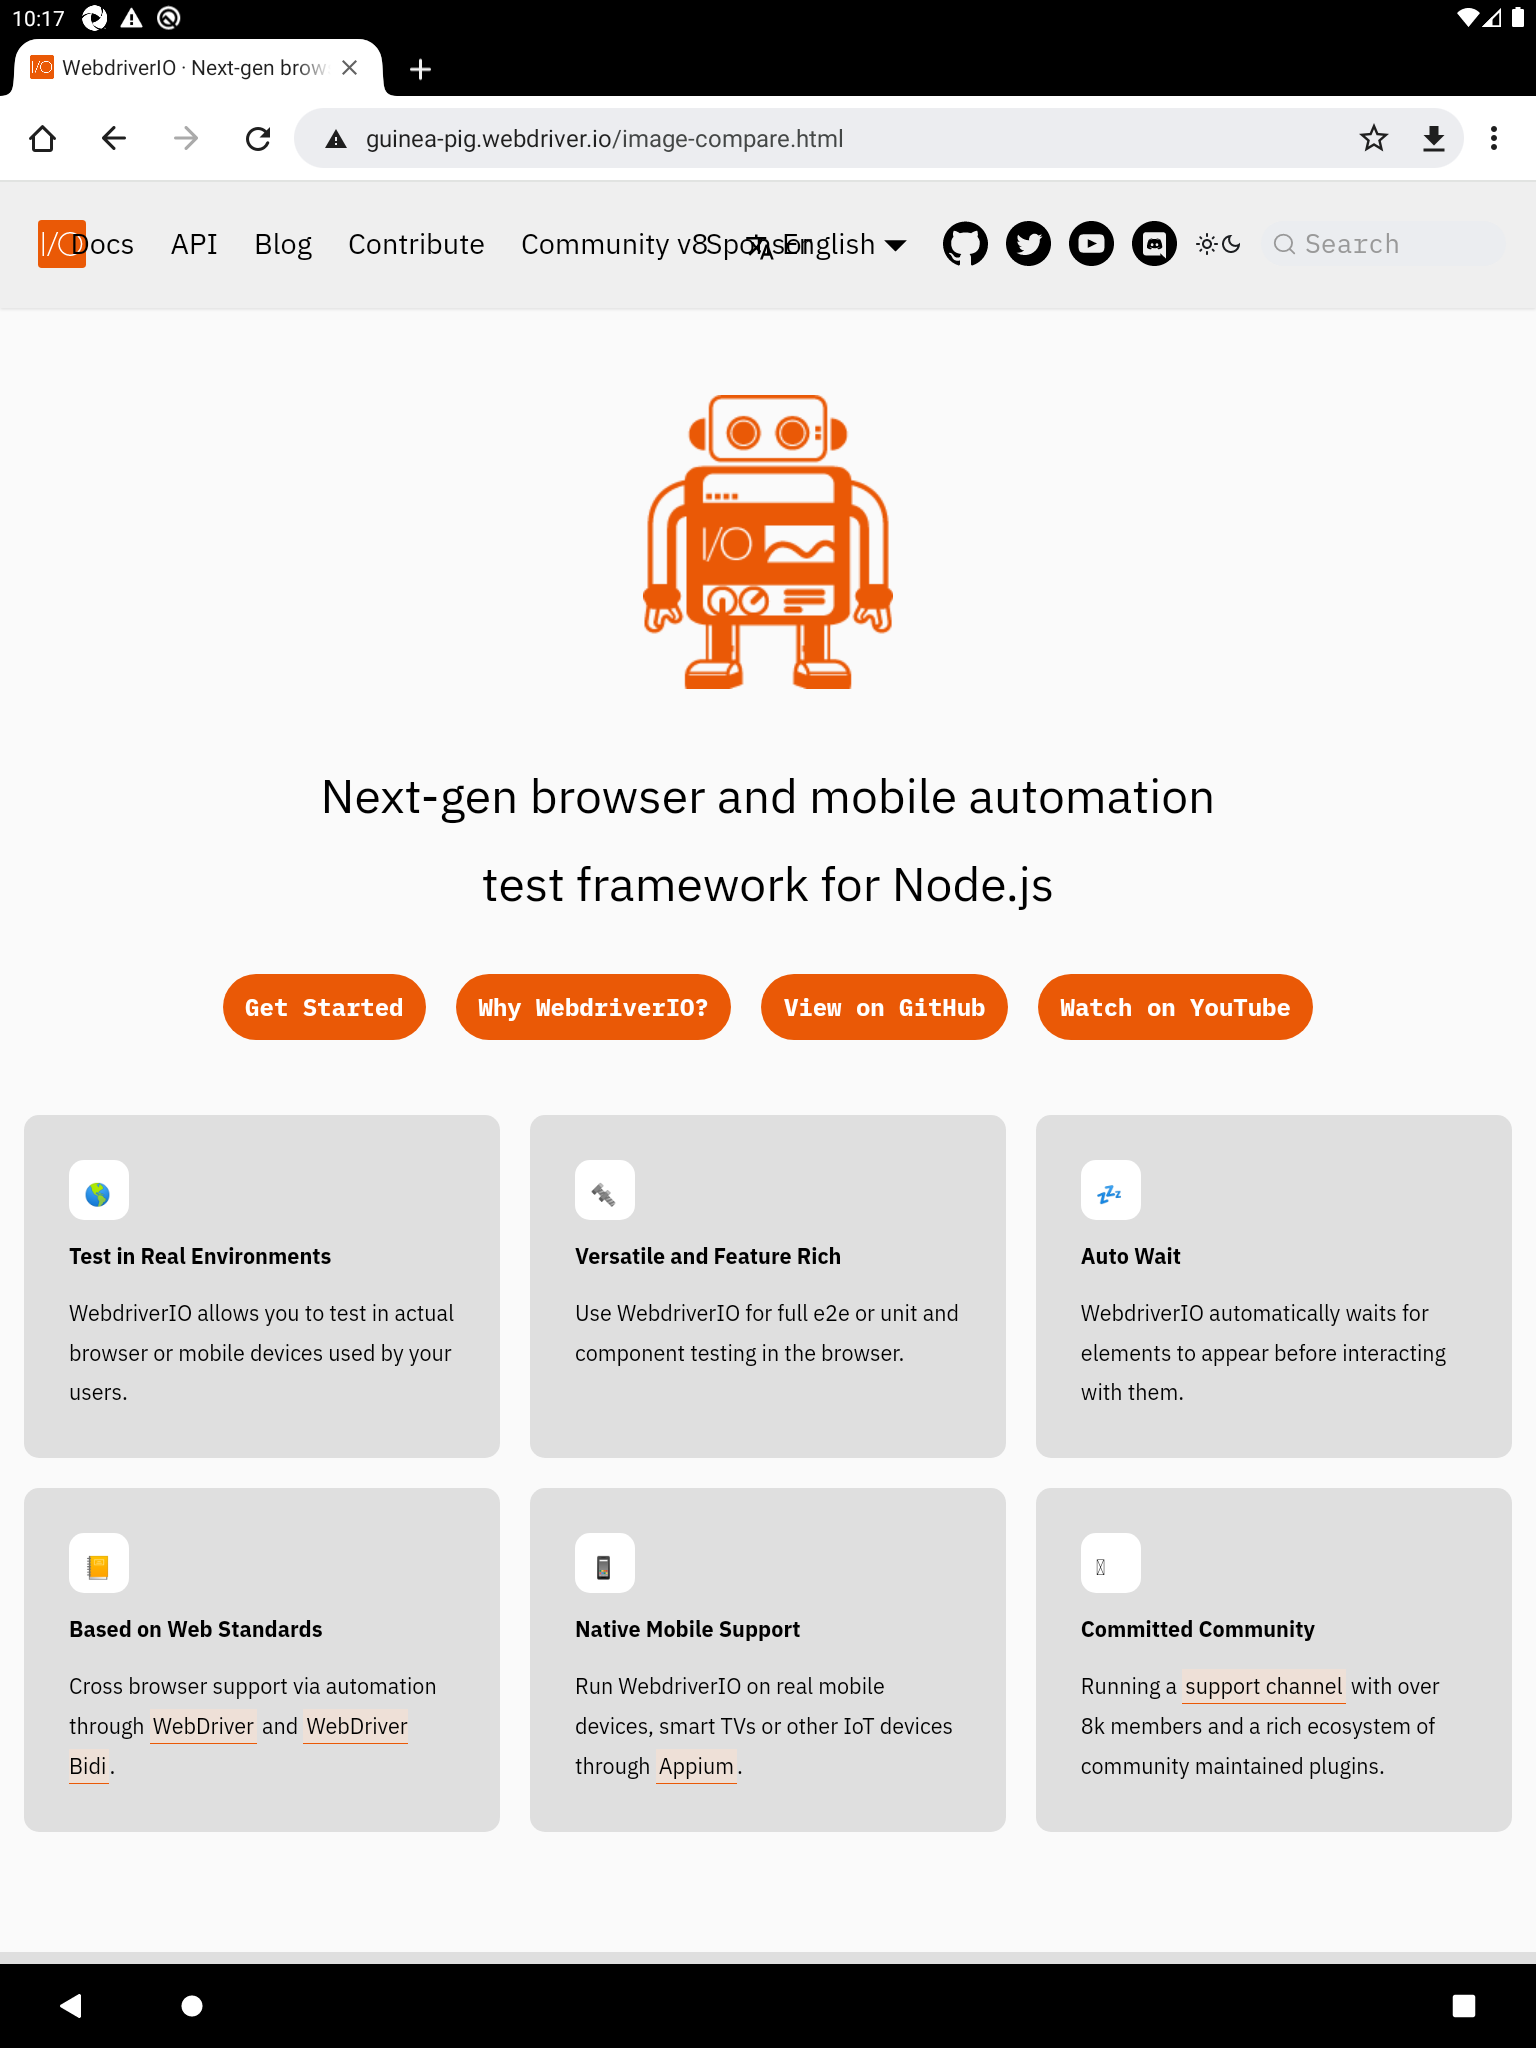 10:17
WebdriverIO · Next-gen brow
guinea-pig.webdriver.io/image-compare.html
I/O Docs API Blog Contribute Community v8 Sponsor English Search
I/O
Next-gen browser and mobile automation
test framework for Node.js
Get Started Why WebdriverIO? View on GitHub Watch on YouTube
Test in Real Environments
WebdriverIO allows you to test in actual
browser or mobile devices used by your
users.
Versatile and Feature Rich
Use WebdriverIO for full e2e or unit and
component testing in the browser.
Auto Wait
WebdriverIO automatically waits for
elements to appear before interacting
with them.
Based on Web Standards
Cross browser support via automation
through WebDriver and WebDriver
Bidi.
Native Mobile Support
Run WebdriverIO on real mobile
devices, smart TVs or other IoT devices
through Appium.
Committed Community
Running a support channel with over
8k members and a rich ecosystem of
community maintained plugins.